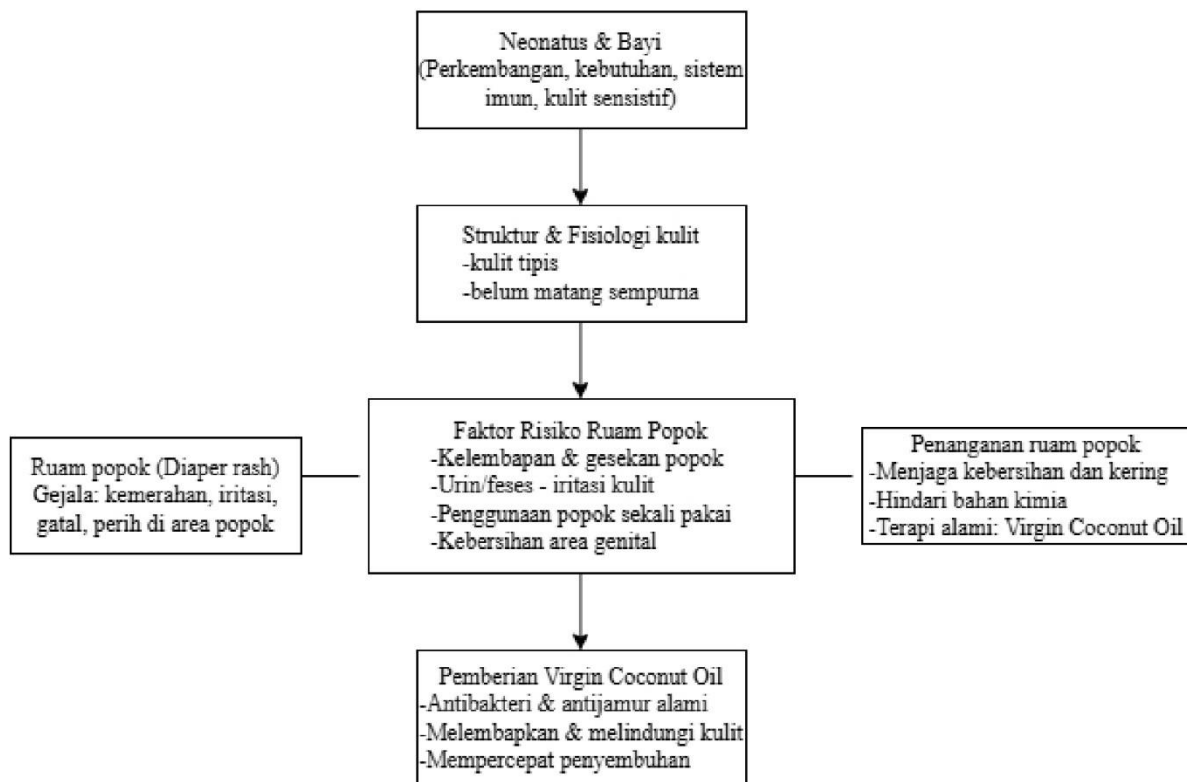 Neonatus & Bayi
(Perkembangan, kebutuhan, sistem
imun, kulit sensistif)
Struktur & Fisiologi kulit
-kulit tipis
-belum matang sempurna
Ruam popok (Diaper rash)
Gejala: kemerahan, iritasi,
gatal, perih di area popok
Faktor Risiko Ruam Popok
-Kelembapan & gesekan popok
-Urin/feses - iritasi kulit
-Penggunaan popok sekali pakai
-Kebersihan area genital
Penanganan ruam popok
-Menjaga kebersihan dan kering
-Hindari bahan kimia
-Terapi alami: Virgin Coconut Oil
Pemberian Virgin Coconut Oil
-Antibakteri & antijamur alami
-Melembapkan & melindungi kulit
-Mempercepat penyembuhan